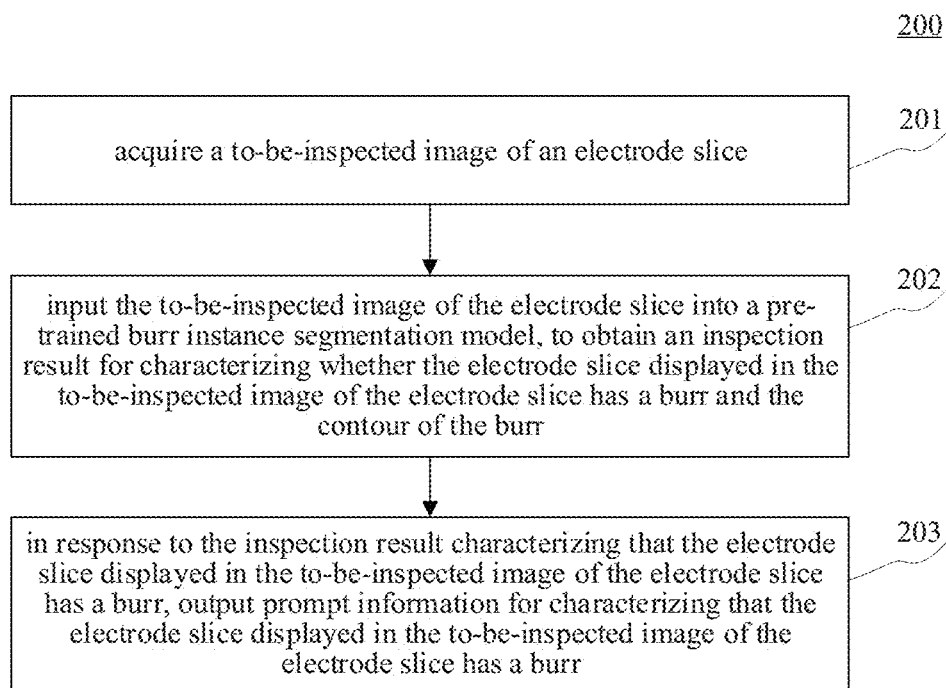 200
201
acquire a to-be-inspected image of an electrode slice
202
input the to-be-inspected image of the electrode slice into a pre-
trained burr instance segmentation model, to obtain an inspection
result for characterizing whether the electrode slice displayed in the
to-be-inspected image of the electrode slice has a burr and the
contour of the burr
203
in response to the inspection result characterizing that the electrode
slice displayed in the to-be-inspected image of the electrode slice
has a burr, output prompt information for characterizing that the
electrode slice displayed in the to-be-inspected image of the
electrode slice has a burr